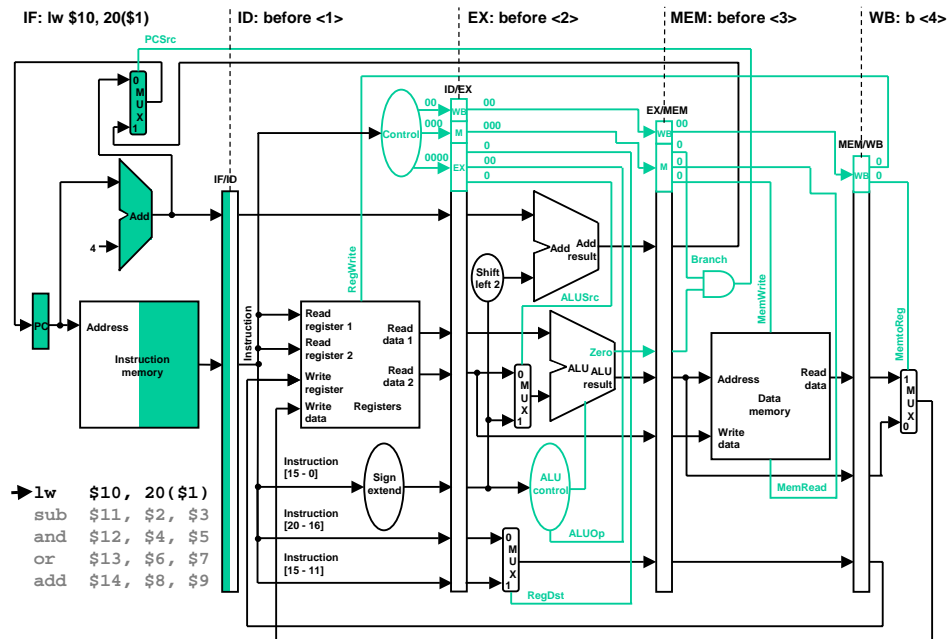 IF: lw $10, 20($1)
ID: before <1>
EX: before <2>
MEM: before <3>
WB: b <4>
PCSrc
0
M
U
X
1
ID/EX
WB
M
EX
Control
00
000
0000
00
000
0
00
0
EX/MEM
WB
M
00
0
0
0
MEM/WB
WB
0
0
IF/ID
Add
4
RegWrite
Add
Add
result
Shift
left 2
Branch
ALUSrc
MemWrite
MemtoReg
PC
Address
Instruction
memory
Instruction
Read
register 1
Read
register 2
Write
register
Write
data
Read
data 1
Read
data 2
Registers
0
M
U
X
1
Zero
ALU
ALU
result
Address
Write
data
Read
data
Data
memory
1
M
U
X
0
MemRead
Instruction
[15 - 0]
Sign
extend
ALU
control
ALUOp
Instruction
[20 - 16]
Instruction
[15 - 11]
0
M
U
X
1
RegDst
lw $10, 20($1)
sub $11, $2, $3
and $12, $4, $5
or $13, $6, $7
add $14, $8, $9